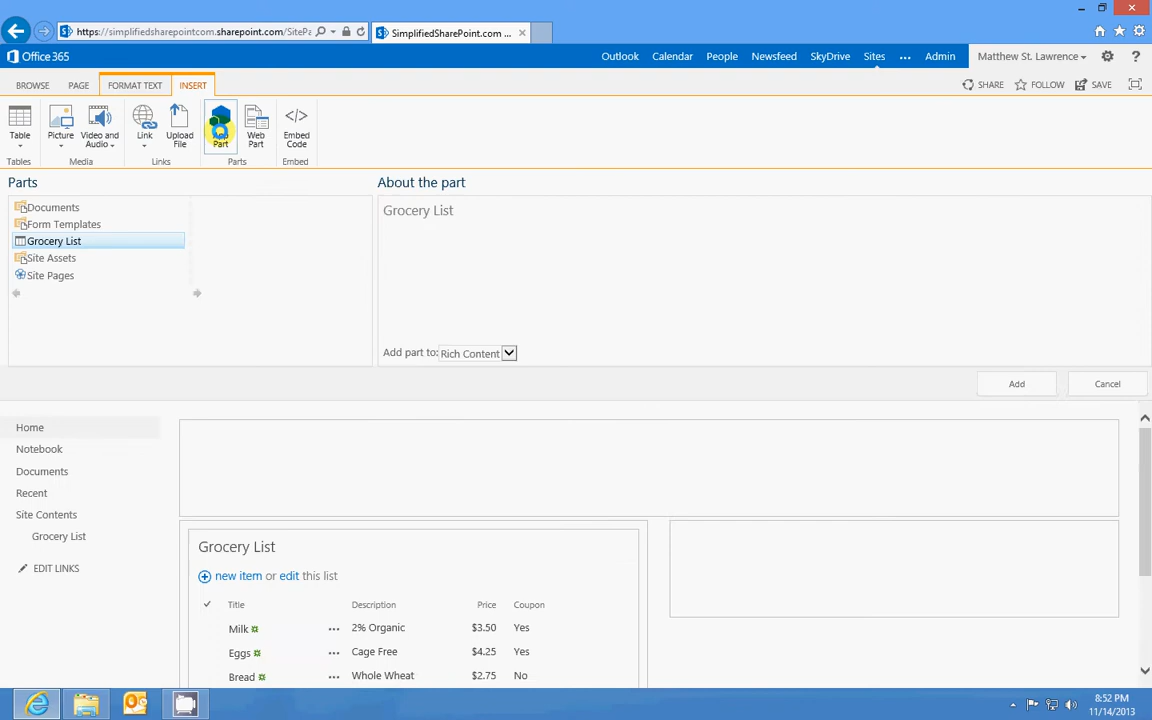 https://simplifiedsharepointcom.sharepoint.com/SitePa
SimplifiedSharePoint.com ...
Office 365
Outlook Calendar People Newsfeed SkyDrive Sites ... Admin Matthew St. Lawrence ?
BROWSE PAGE FORMAT TEXT INSERT SHARE FOLLOW SAVE
Table Picture Video and Audio Link Upload File App Part Web Part Embed Code
Tables Media Links Parts Embed
Parts About the part
Documents
Form Templates
Grocery List
Site Assets
Site Pages
Grocery List
Add part to: Rich Content
Add Cancel
Home
Notebook
Documents
Recent
Site Contents
Grocery List
EDIT LINKS
Grocery List
new item or edit this list
Title Description Price Coupon
Milk ... 2% Organic $3.50 Yes
Eggs ... Cage Free $4.25 Yes
Bread ... Whole Wheat $2.75 No
8:52 PM
11/14/2013